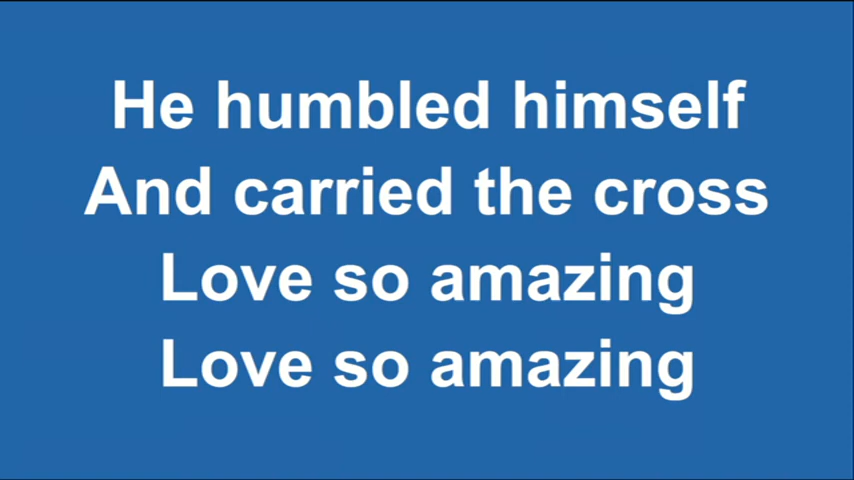 He humbled himself
And carried the cross
Love so amazing
Love so amazing